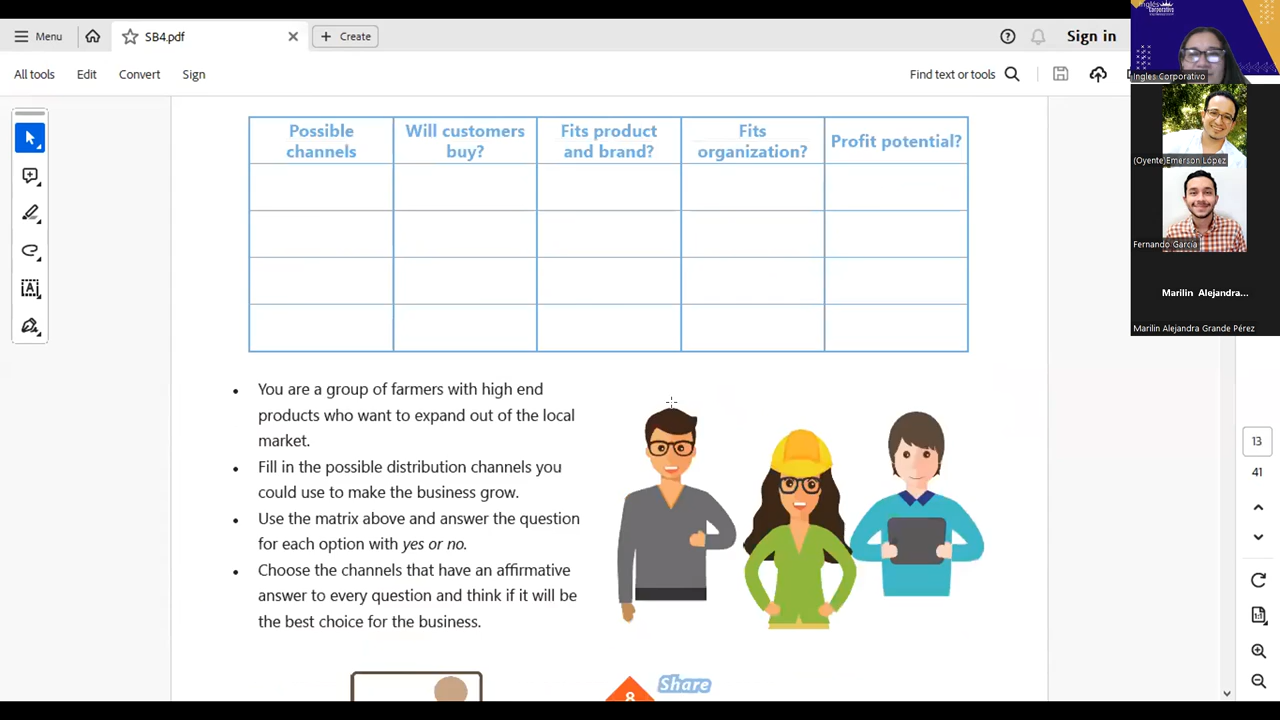 Menu
SB4.pdf
Create
Sign in
All tools
Edit
Convert
Sign
Find text or tools
Inglés
Corporativo
Ingles Corporativo
(Oyente)Emerson López
Fernando García
Marilin Alejandra...
Marilin Alejandra Grande Pérez
Possible channels
Will customers buy?
Fits product and brand?
Fits organization?
Profit potential?
• You are a group of farmers with high end
products who want to expand out of the local
market.
• Fill in the possible distribution channels you
could use to make the business grow.
• Use the matrix above and answer the question
for each option with yes or no.
• Choose the channels that have an affirmative
answer to every question and think if it will be
the best choice for the business.
8
Share
13
41
1:1